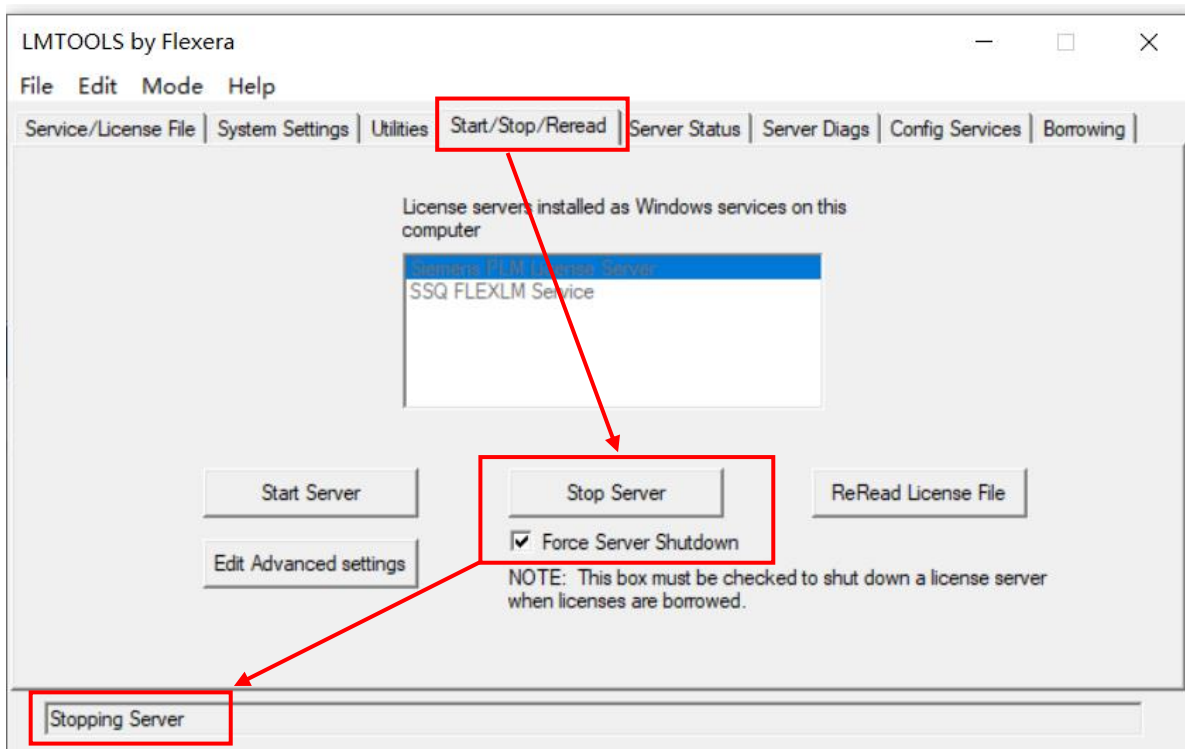 LMTOOLS by Flexera
File Edit Mode Help
Service/License File System Settings Utilities Start/Stop/Reread Server Status Server Diags Config Services Borrowing
License servers installed as Windows services on this
computer
Siemens PLM License Server
SSQ FLEXLM Service
Start Server Stop Server ReRead License File
Force Server Shutdown
Edit Advanced settings
NOTE: This box must be checked to shut down a license server
when licenses are borrowed.
Stopping Server